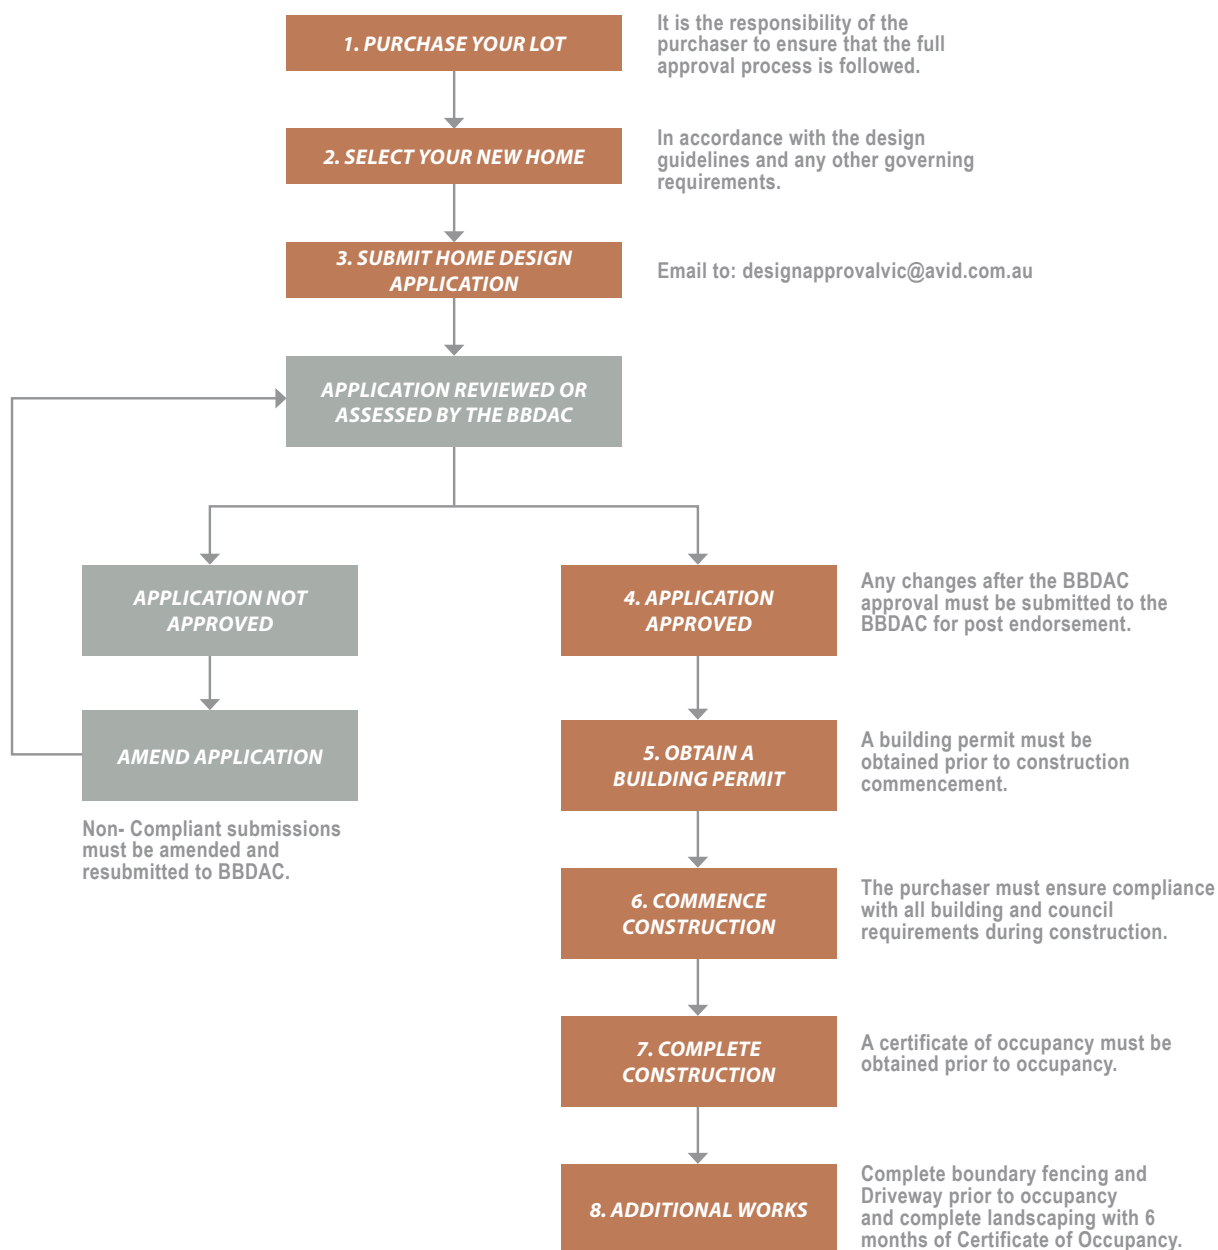 1. PURCHASE YOUR LOT
It is the responsibility of the
purchaser to ensure that the full
approval process is followed.
2. SELECT YOUR NEW HOME
In accordance with the design
guidelines and any other governing
requirements.
3. SUBMIT HOME DESIGN
APPLICATION
Email to: designapprovalvic@avid.com.au
APPLICATION REVIEWED OR
ASSESSED BY THE BBDAC
APPLICATION NOT
APPROVED
AMEND APPLICATION
Non- Compliant submissions
must be amended and
resubmitted to BBDAC.
4. APPLICATION
APPROVED
Any changes after the BBDAC
approval must be submitted to the
BBDAC for post endorsement.
5. OBTAIN A
BUILDING PERMIT
A building permit must be
obtained prior to construction
commencement.
6. COMMENCE
CONSTRUCTION
The purchaser must ensure compliance
with all building and council
requirements during construction.
7. COMPLETE
CONSTRUCTION
A certificate of occupancy must be
obtained prior to occupancy.
8. ADDITIONAL WORKS
Complete boundary fencing and
Driveway prior to occupancy
and complete landscaping with 6
months of Certificate of Occupancy.